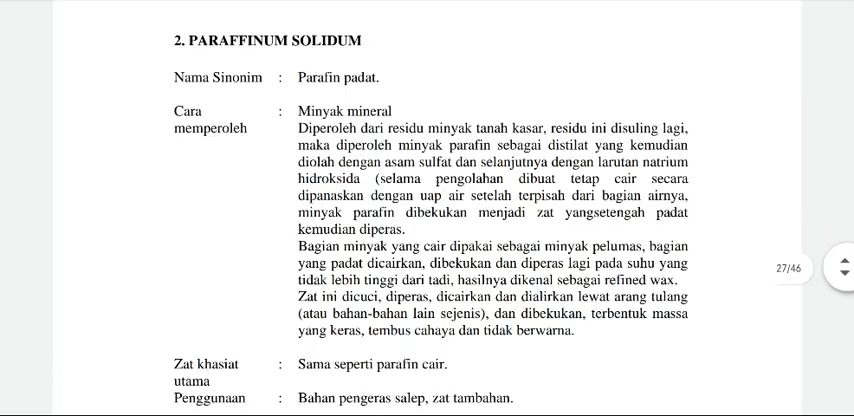 2. PARAFFINUM SOLIDUM
Nama Sinonim : Parafin padat.
Cara : Minyak mineral
memperoleh Diperoleh dari residu minyak tanah kasar, residu ini disuling lagi,
maka diperoleh minyak parafin sebagai distilat yang kemudian
diolah dengan asam sulfat dan selanjutnya dengan larutan natrium
hidroksida (selama pengolahan dibuat tetap cair secara
dipanaskan dengan uap air setelah terpisah dari bagian airnya,
minyak parafin dibekukan menjadi zat yangsetengah padat
kemudian diperas.
Bagian minyak yang cair dipakai sebagai minyak pelumas, bagian
yang padat dicairkan, dibekukan dan diperas lagi pada suhu yang
27/46
tidak lebih tinggi dari tadi, hasilnya dikenal sebagai refined wax.
Zat ini dicuci, diperas, dicairkan dan dialirkan lewat arang tulang
(atau bahan-bahan lain sejenis), dan dibekukan, terbentuk massa
yang keras, tembus cahaya dan tidak berwarna.
Zat khasiat : Sama seperti parafin cair.
utama
Penggunaan : Bahan pengeras salep, zat tambahan.